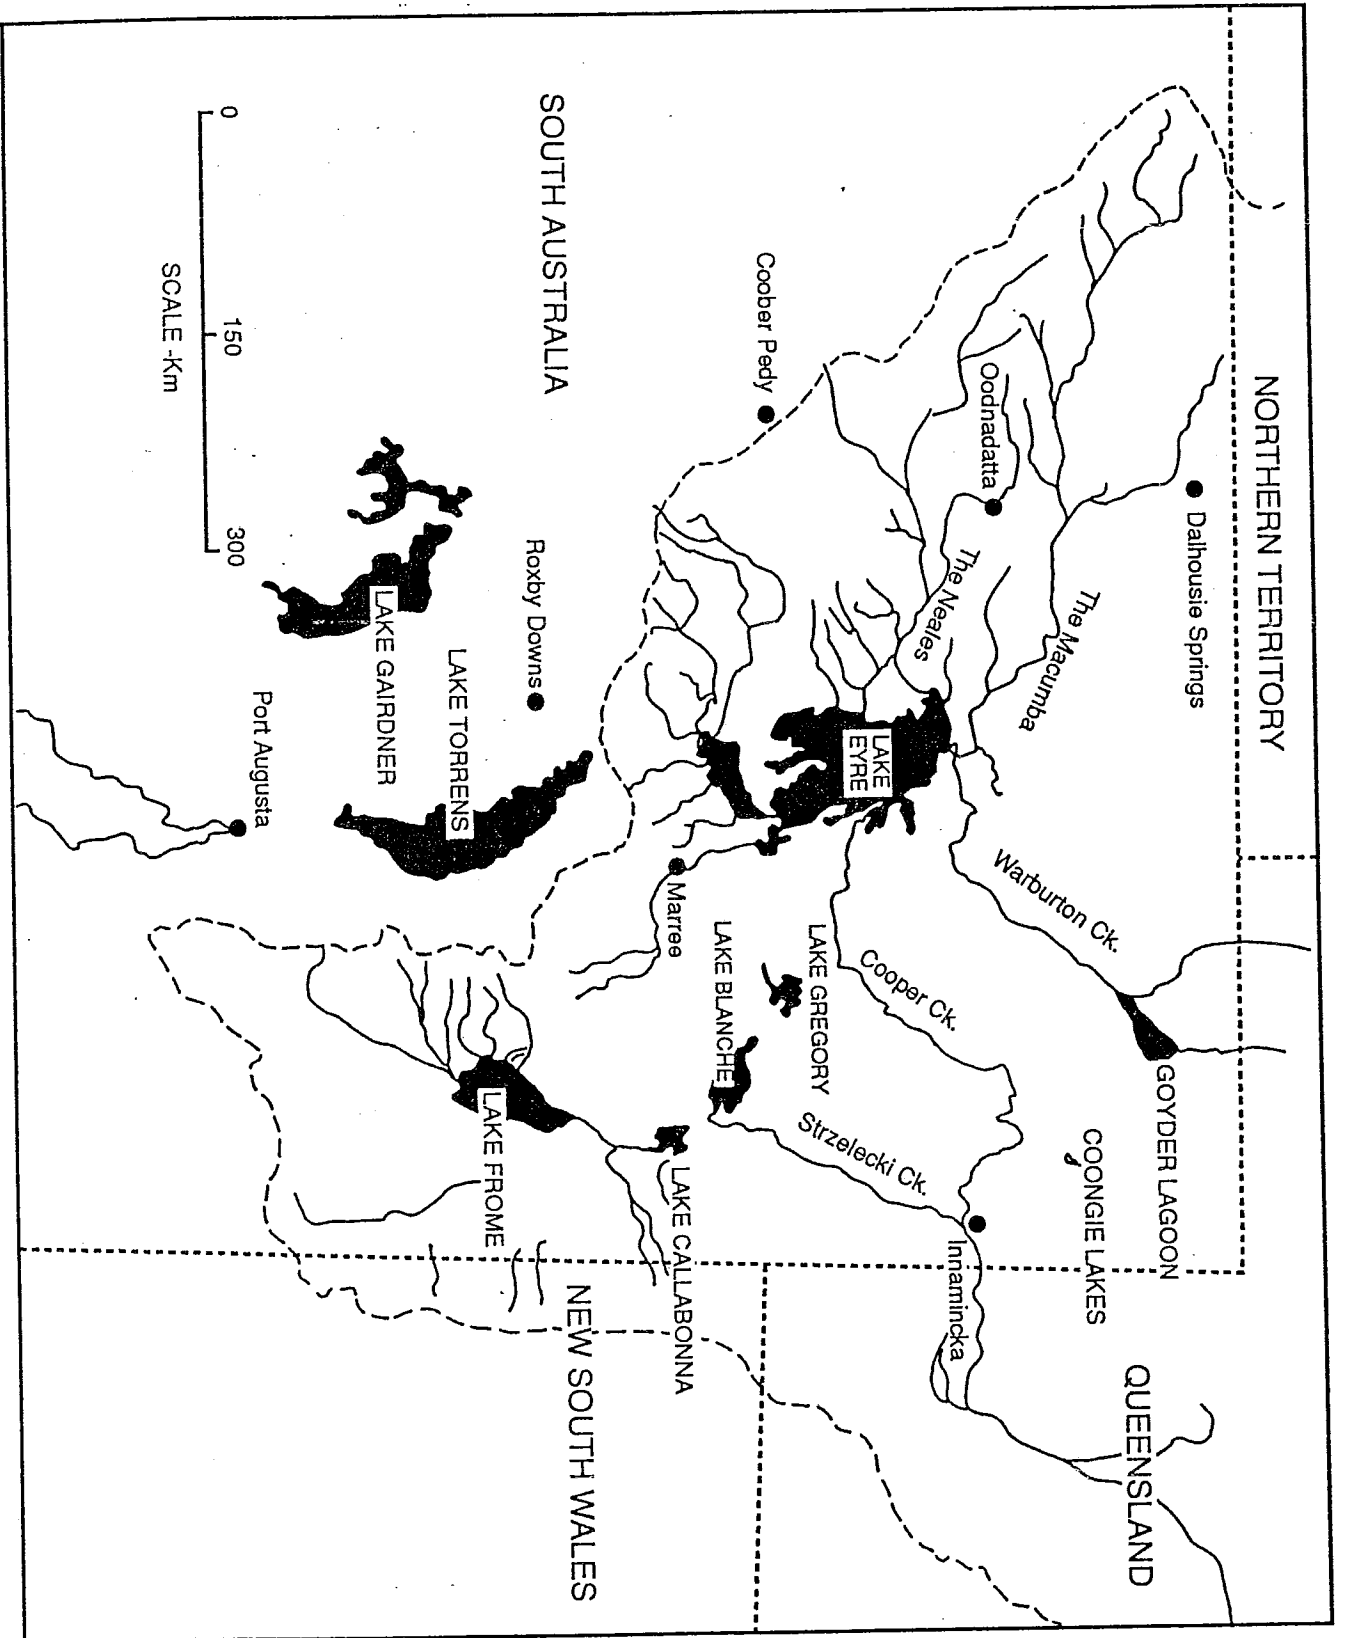 NORTHERN TERRITORY
Dalhousie Springs
The Macumba
Oodnadatta
The Neales
Coober Pedy
SOUTH AUSTRALIA
LAKE
EYRE
Warburton Ck.
GOYDER LAGOON
COONGIE LAKES
QUEENSLAND
Cooper Ck.
Innamincka
Strzelecki Ck.
LAKE GREGORY
LAKE BLANCHE
Marree
LAKE CALLABONNA
Roxby Downs
LAKE TORRENS
LAKE FROME
NEW SOUTH WALES
LAKE GAIRDNER
Port Augusta
0
150
300
SCALE -Km